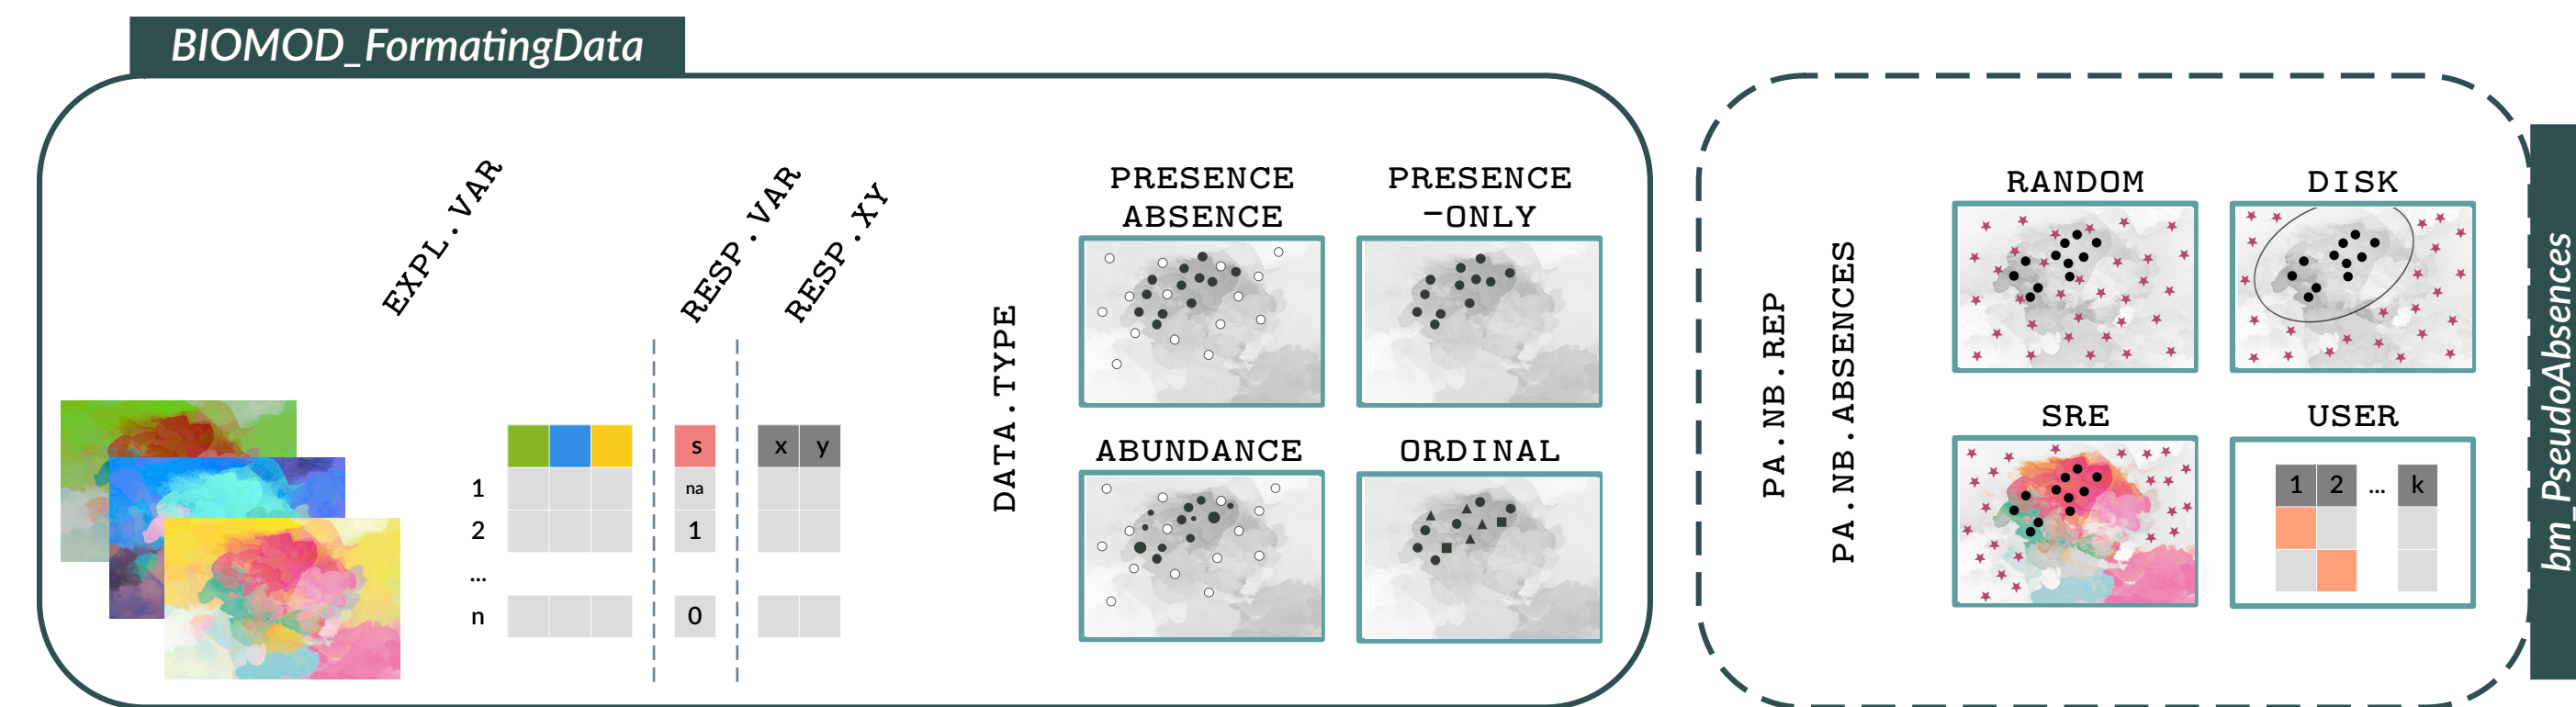 BIOMOD_FormatingData
EXPL.VAR
RESP.VAR
RESP.XY
s
x y
1
na
2
1
...
n
0
DATA.TYPE
PRESENCE
ABSENCE
PRESENCE
-ONLY
ABUNDANCE
ORDINAL
PA.NB.REP
PA.NB.ABSENCES
RANDOM
DISK
SRE
USER
1 2 ... k
bm_PseudoAbsences